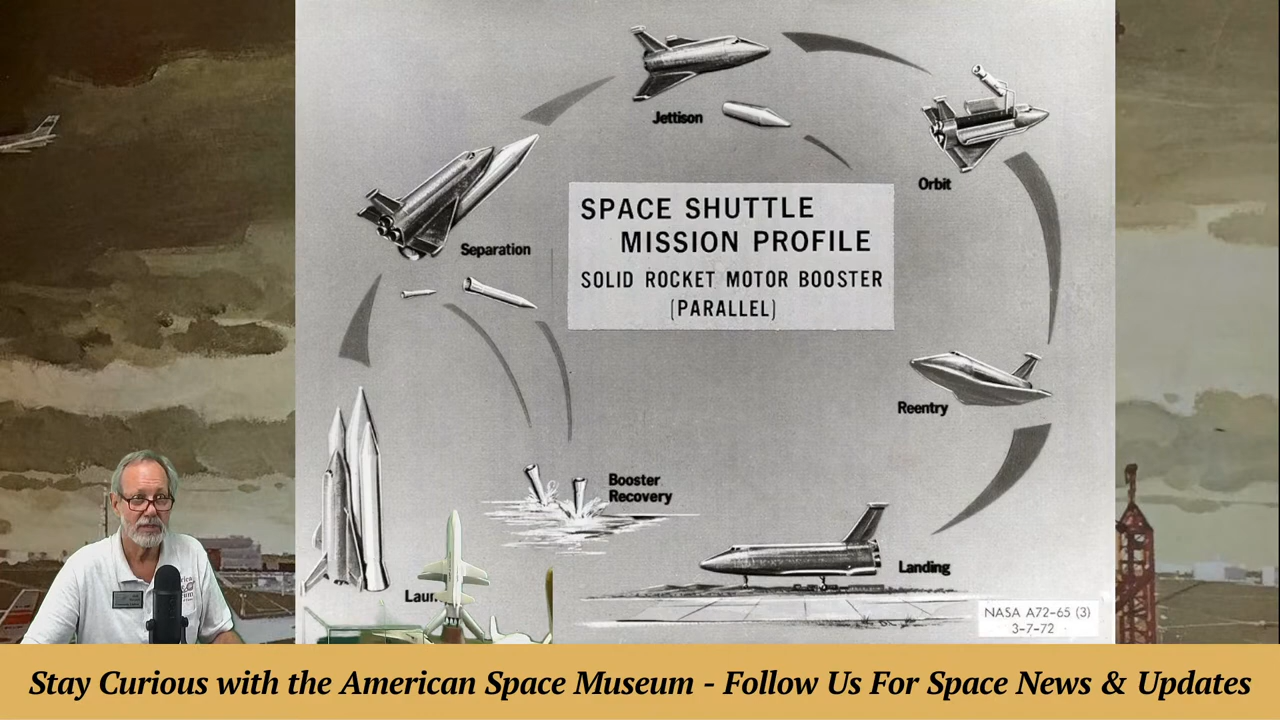 Jettison
Orbit
SPACE SHUTTLE
MISSION PROFILE
SOLID ROCKET MOTOR BOOSTER
(PARALLEL)
Separation
Reentry
Booster
Recovery
Landing
NASA A72-65 (3)
3-7-72
Stay Curious with the American Space Museum - Follow Us For Space News & Updates